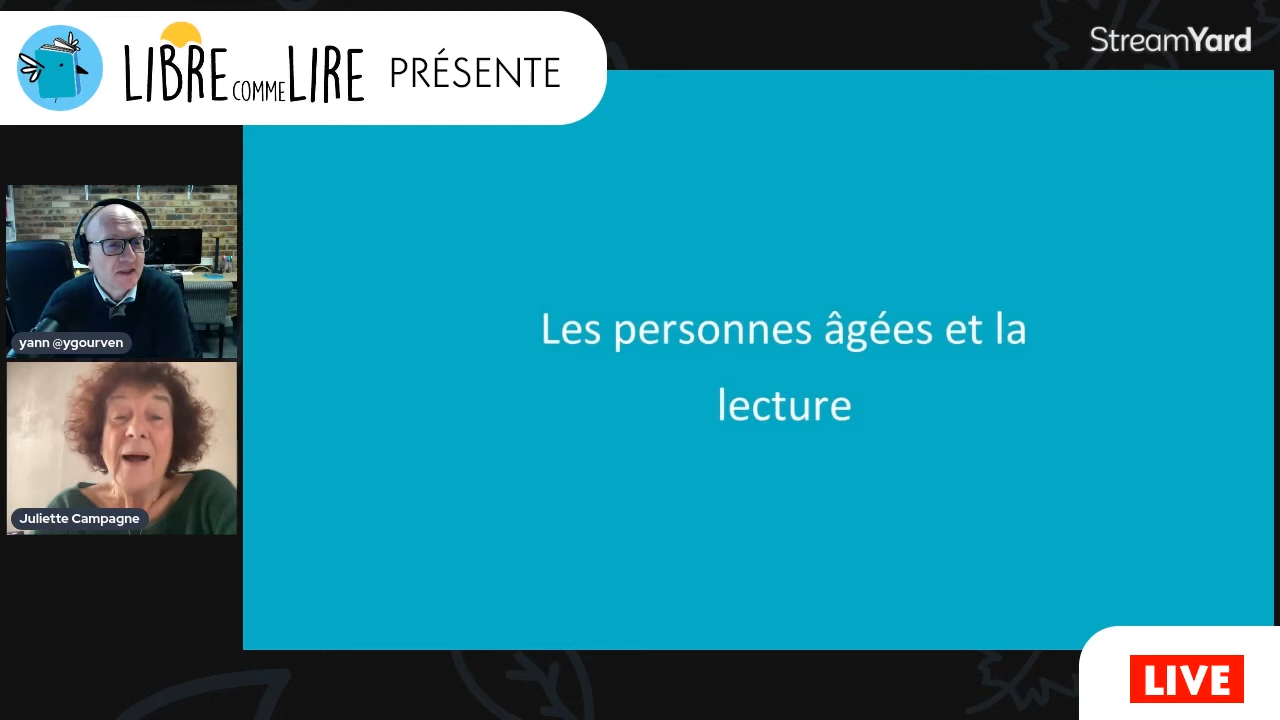 LIBRE COMME LIRE PRÉSENTE
StreamYard
yann @ygourven
Juliette Campagne
Les personnes âgées et la
lecture
LIVE